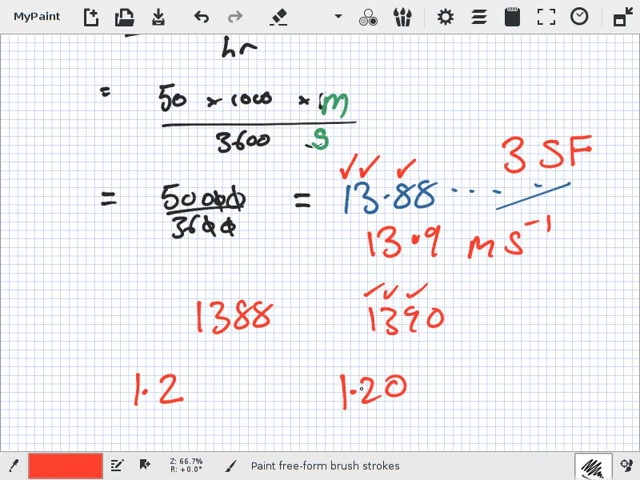 MyPaint
hr
= 50 × 1000 × 1m
3600 s
3 SF
= 50000 = 13.88 ...
3600
13.9 m s⁻¹
1388 1390
1.2 1.20
Z: 66.7%
R: +0.0°
Paint free-form brush strokes